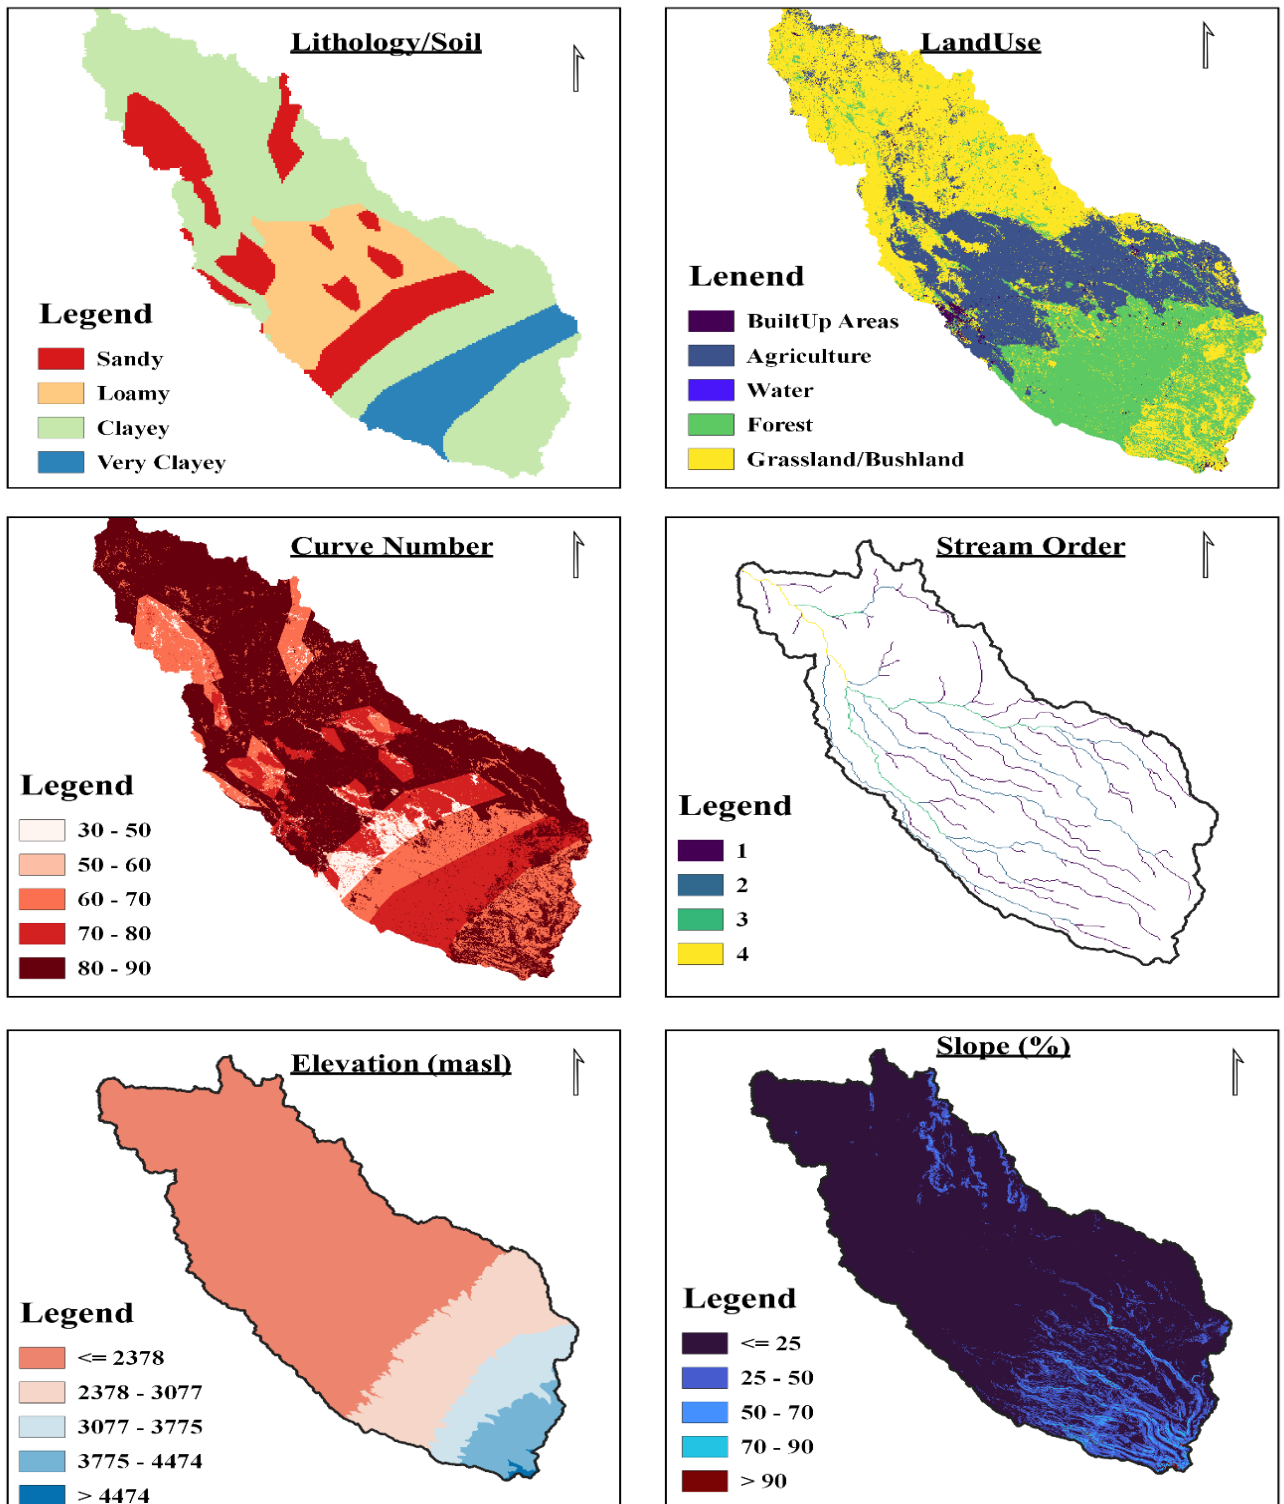 Lithology/Soil
Legend
Sandy
Loamy
Clayey
Very Clayey
LandUse
Lenend
BuiltUp Areas
Agriculture
Water
Forest
Grassland/Bushland
Curve Number
Legend
30 - 50
50 - 60
60 - 70
70 - 80
80 - 90
Stream Order
Legend
1
2
3
4
Elevation (masl)
Legend
<= 2378
2378 - 3077
3077 - 3775
3775 - 4474
> 4474
Slope (%)
Legend
<= 25
25 - 50
50 - 70
70 - 90
> 90